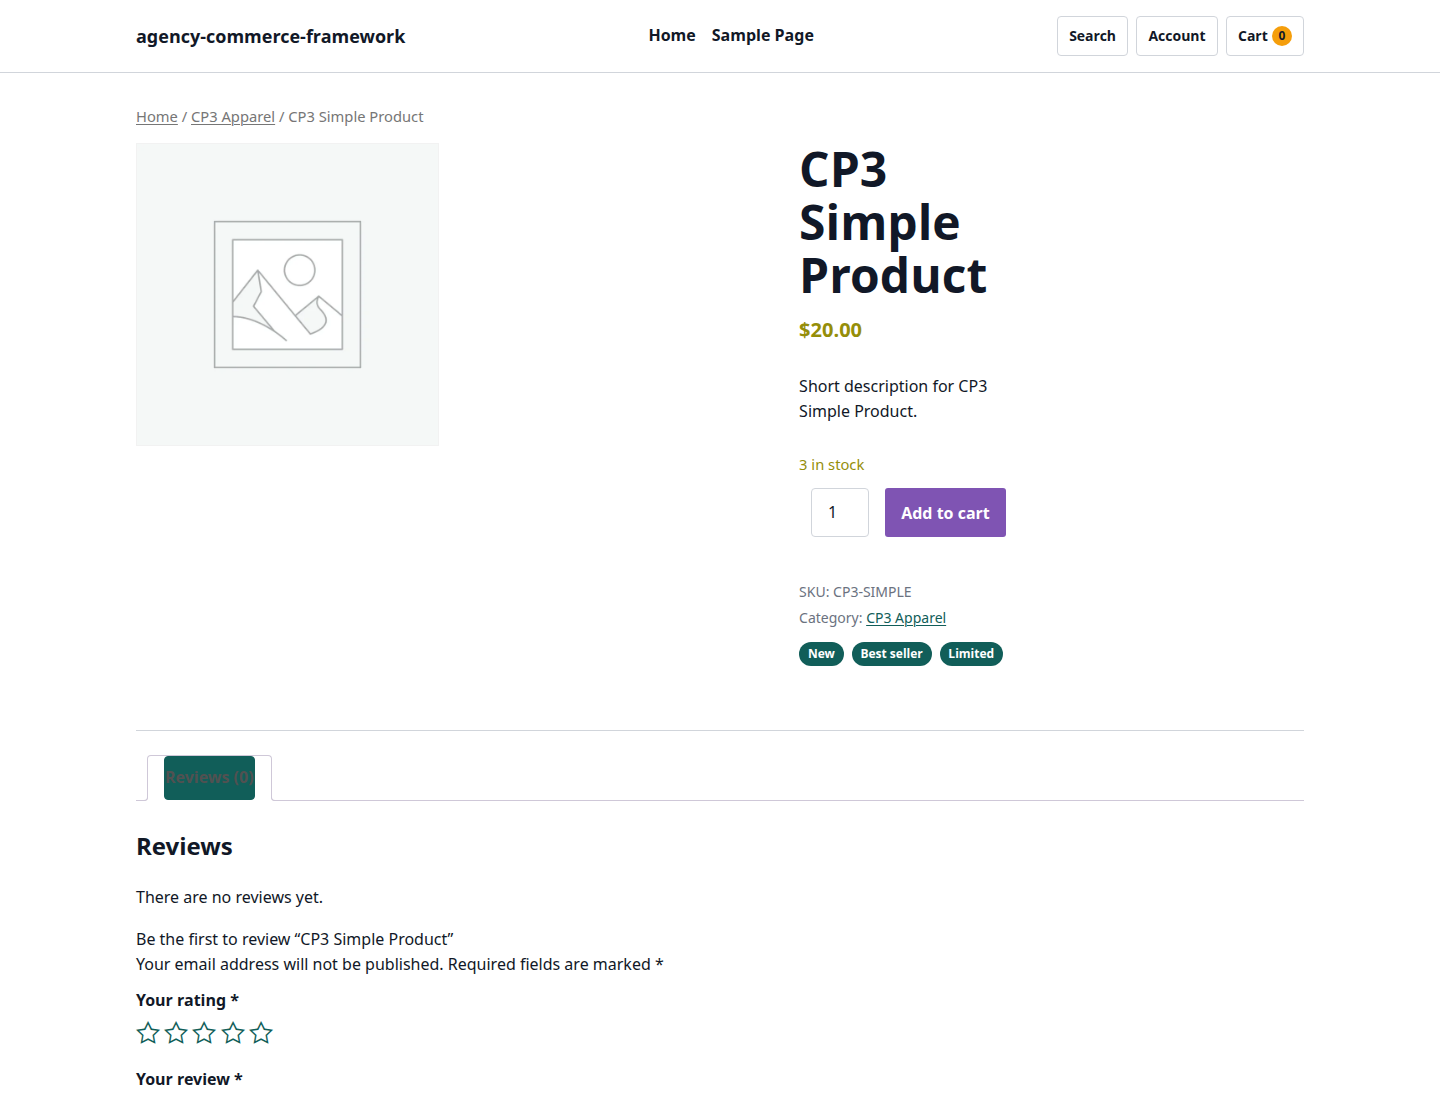 agency-commerce-framework
Home Sample Page
Search Account Cart 0
Home / CP3 Apparel / CP3 Simple Product
CP3
Simple
Product
$20.00
Short description for CP3
Simple Product.
3 in stock
1 Add to cart
SKU: CP3-SIMPLE
Category: CP3 Apparel
New Best seller Limited
Reviews (0)
Reviews
There are no reviews yet.
Be the first to review “CP3 Simple Product”
Your email address will not be published. Required fields are marked *
Your rating *
Your review *